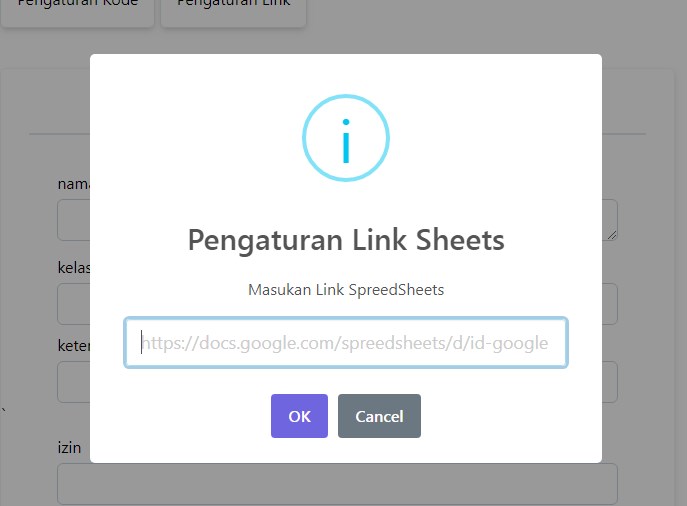 Pengaturan Kode Pengaturan Link
i
Pengaturan Link Sheets
Masukan Link SpreedSheets
https://docs.google.com/spreedsheets/d/id-google
OK Cancel
nama
kelas
keter
izin
`